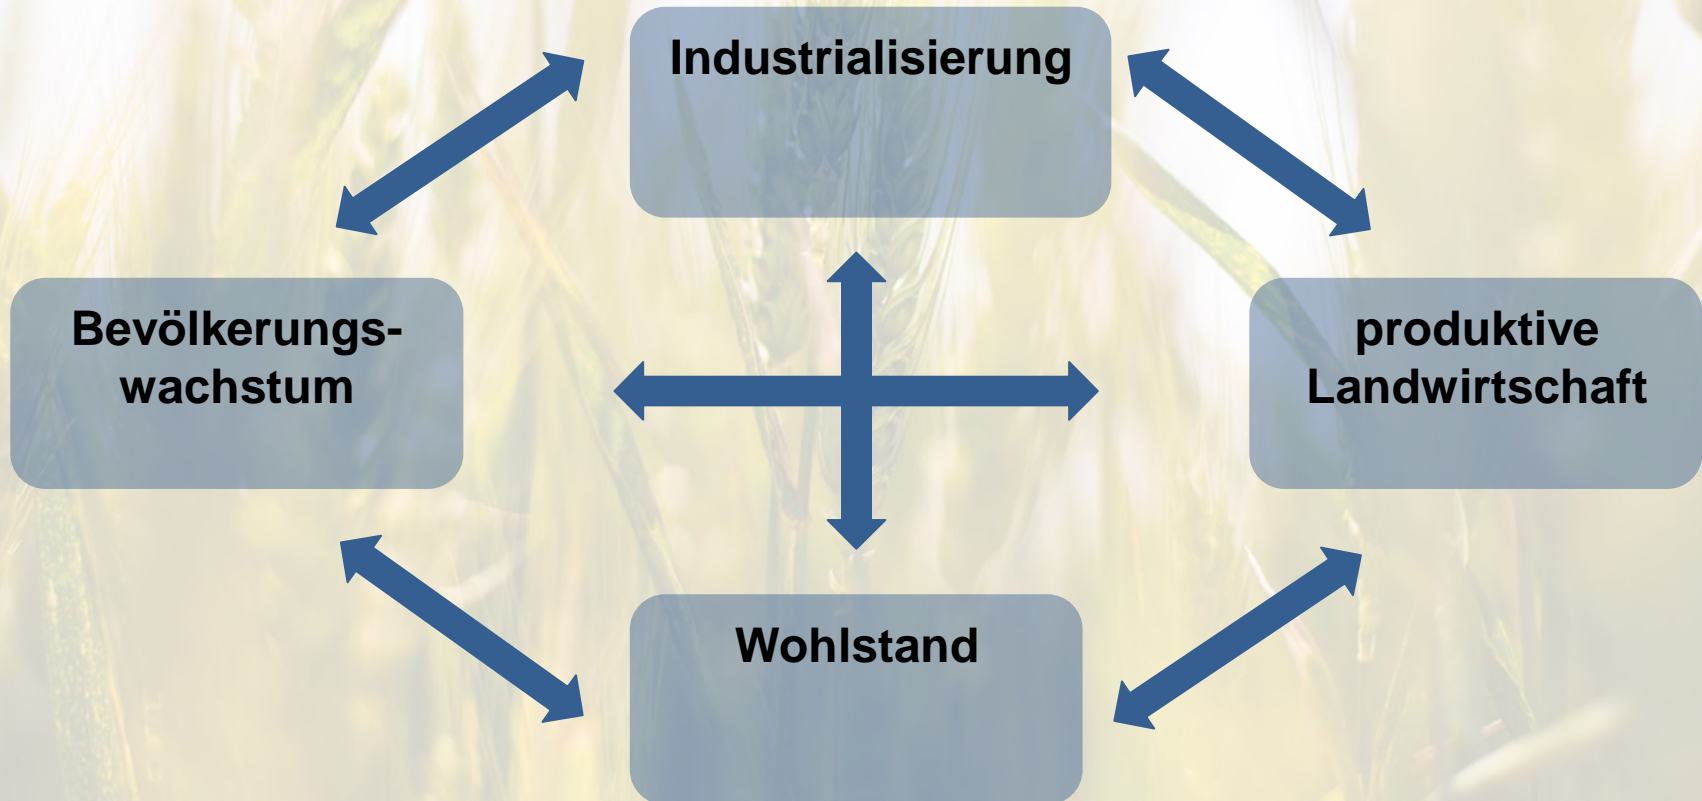 Industrialisierung
Bevölkerungs-
wachstum
produktive
Landwirtschaft
Wohlstand